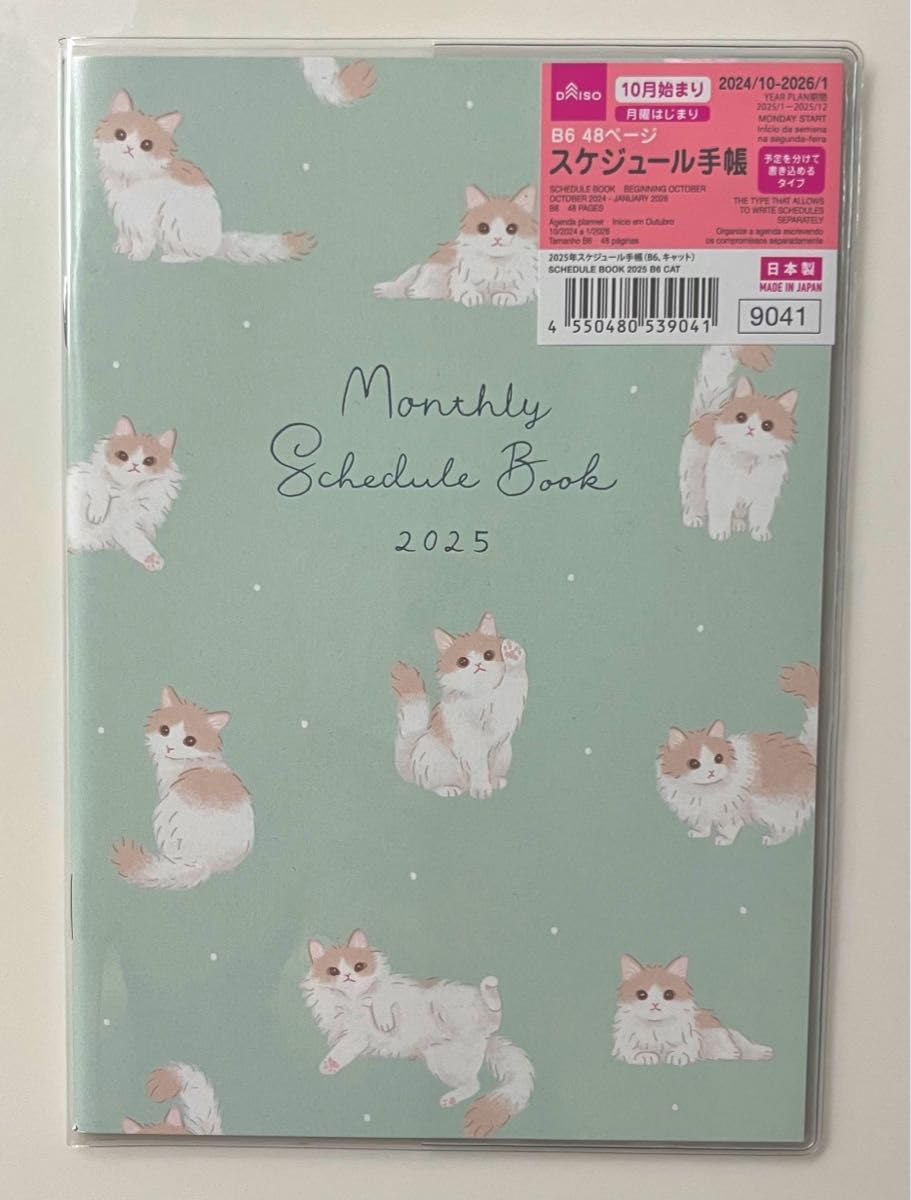 DAISO
10月始まり
月曜はじまり
2024/10-2026/1
YEAR PLAN期間
2025/1―2025/12
MONDAY START
Início da semana
na segunda-feira
B6 48ページ
スケジュール手帳
予定を分けて
書き込める
タイプ
SCHEDULE BOOK BEGINNING OCTOBER
OCTOBER 2024 - JANUARY 2026
B6 48 PAGES
THE TYPE THAT ALLOWS
TO WRITE SCHEDULES
SEPARATELY
Agenda planner Início em Outubro
10/2024 a 1/2026
Tamanho B6 48 páginas
Organize a agenda escrevendo
os compromissos separadamente
2025年スケジュール手帳(B6、キャット)
SCHEDULE BOOK 2025 B6 CAT
日本製
MADE IN JAPAN
4 550480 539041
9041
Monthly
Schedule Book
2025